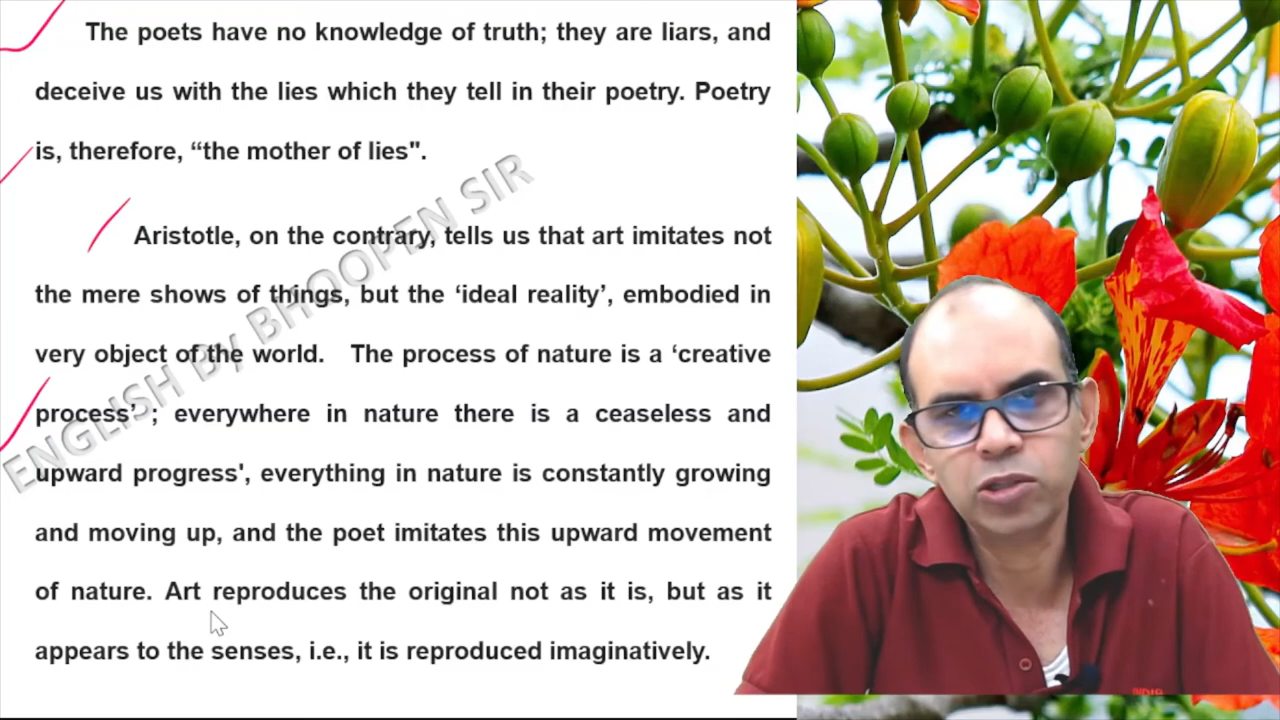 The poets have no knowledge of truth; they are liars, and
deceive us with the lies which they tell in their poetry. Poetry
is, therefore, “the mother of lies".
Aristotle, on the contrary, tells us that art imitates not
the mere shows of things, but the ‘ideal reality’, embodied in
very object of the world. The process of nature is a ‘creative
process’ ; everywhere in nature there is a ceaseless and
upward progress', everything in nature is constantly growing
and moving up, and the poet imitates this upward movement
of nature. Art reproduces the original not as it is, but as it
appears to the senses, i.e., it is reproduced imaginatively.
ENGLISH By BHOOPEN SIR